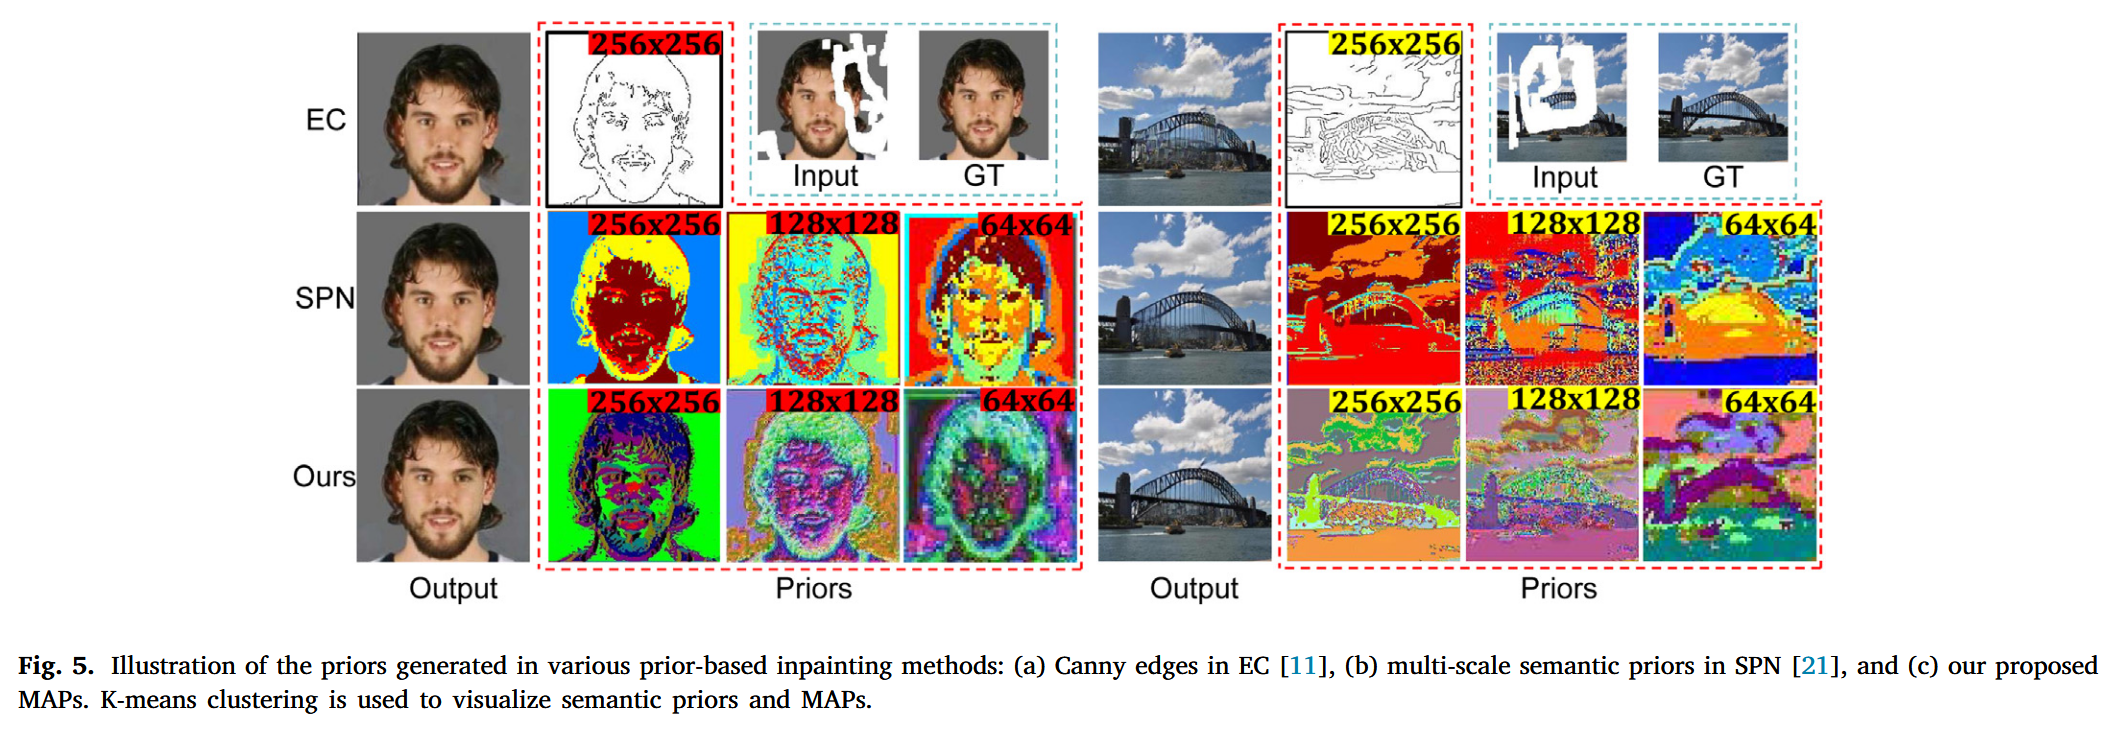 EC
256x256
Input
GT
256x256
Input
GT
SPN
256x256
128x128
64x64
256x256
128x128
64x64
Ours
256x256
128x128
64x64
256x256
128x128
64x64
Output
Priors
Output
Priors
Fig. 5. Illustration of the priors generated in various prior-based inpainting methods: (a) Canny edges in EC [11], (b) multi-scale semantic priors in SPN [21], and (c) our proposed
MAPs. K-means clustering is used to visualize semantic priors and MAPs.